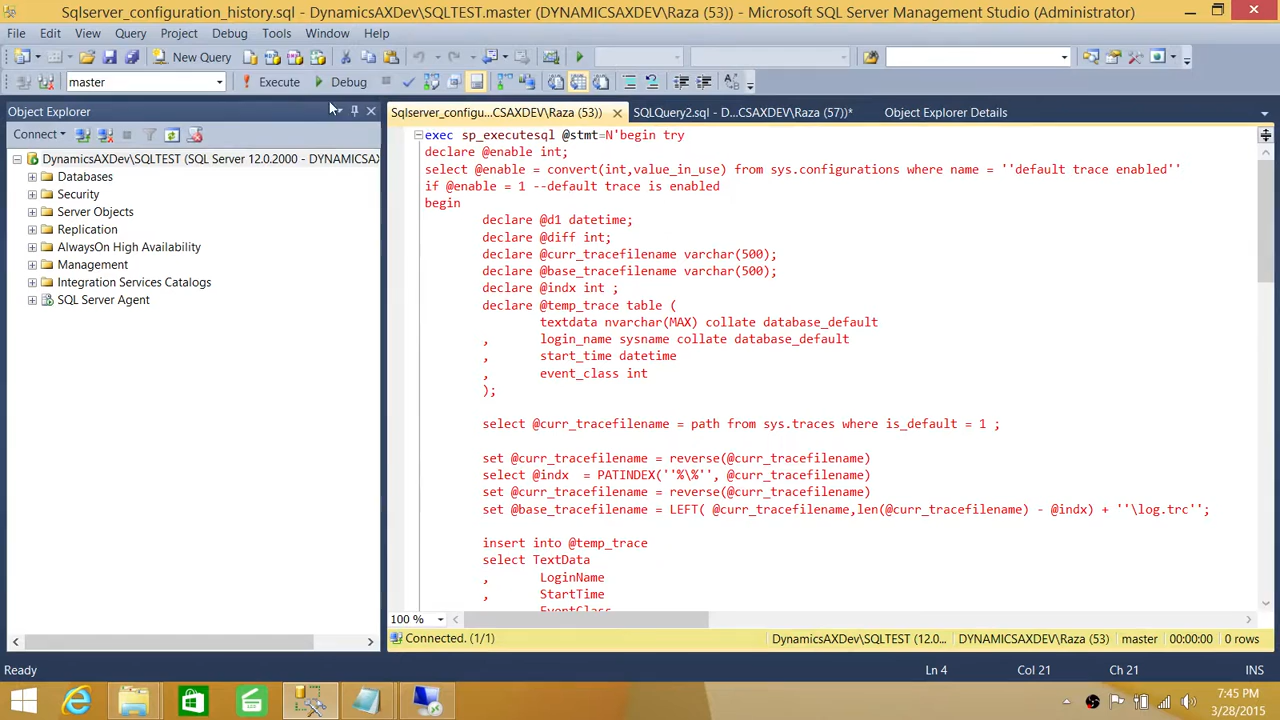 Sqlserver_configuration_history.sql - DynamicsAXDev\SQLTEST.master (DYNAMICSAXDEV\Raza (53)) - Microsoft SQL Server Management Studio (Administrator)
File Edit View Query Project Debug Tools Window Help
New Query
master Execute Debug
Object Explorer
Sqlserver_configu...CSAXDEV\Raza (53)) SQLQuery2.sql - D...CSAXDEV\Raza (57))* Object Explorer Details
Connect
DynamicsAXDev\SQLTEST (SQL Server 12.0.2000 - DYNAMICSA
Databases
Security
Server Objects
Replication
AlwaysOn High Availability
Management
Integration Services Catalogs
SQL Server Agent
exec sp_executesql @stmt=N'begin try
declare @enable int;
select @enable = convert(int,value_in_use) from sys.configurations where name = ''default trace enabled''
if @enable = 1 --default trace is enabled
begin
declare @d1 datetime;
declare @diff int;
declare @curr_tracefilename varchar(500);
declare @base_tracefilename varchar(500);
declare @indx int ;
declare @temp_trace table (
textdata nvarchar(MAX) collate database_default
, login_name sysname collate database_default
, start_time datetime
, event_class int
);
select @curr_tracefilename = path from sys.traces where is_default = 1 ;
set @curr_tracefilename = reverse(@curr_tracefilename)
select @indx = PATINDEX(''%\%'', @curr_tracefilename)
set @curr_tracefilename = reverse(@curr_tracefilename)
set @base_tracefilename = LEFT( @curr_tracefilename,len(@curr_tracefilename) - @indx) + ''\log.trc'';
insert into @temp_trace
select TextData
, LoginName
, StartTime
EventClass
100 %
Connected. (1/1) DynamicsAXDev\SQLTEST (12.0... DYNAMICSAXDEV\Raza (53) master 00:00:00 0 rows
Ready Ln 4 Col 21 Ch 21 INS
7:45 PM
3/28/2015